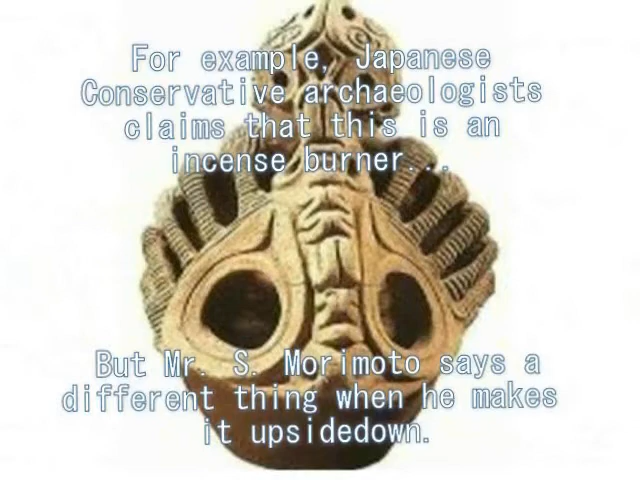 For example, Japanese
Conservative archaeologists
claims that this is an
incense burner...
But Mr. S. Morimoto says a
different thing when he makes
it upsidedown.